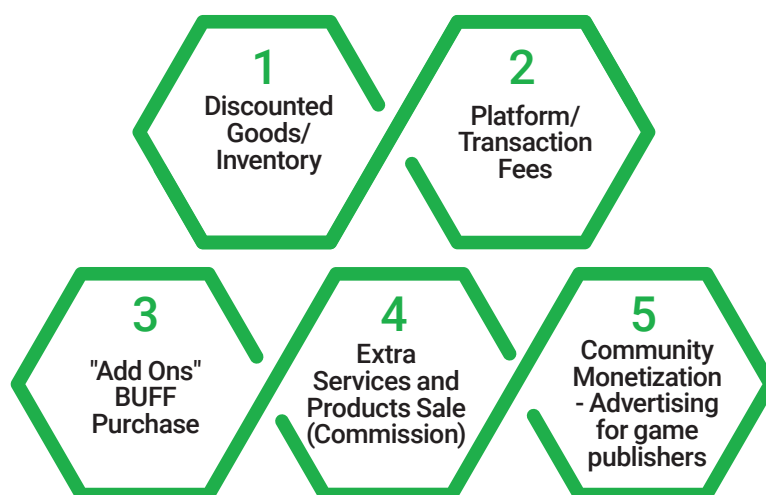 1
Discounted
Goods/
Inventory
2
Platform/
Transaction
Fees
3
"Add Ons"
BUFF
Purchase
4
Extra
Services and
Products Sale
(Commission)
5
Community
Monetization
- Advertising
for game
publishers